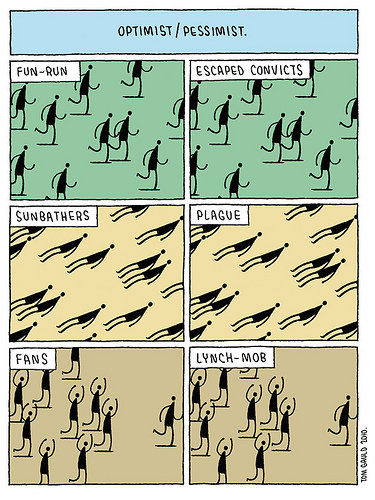 OPTIMIST/PESSIMIST.
FUN-RUN
ESCAPED CONVICTS
SUNBATHERS
PLAGUE
FANS
LYNCH-MOB
TOM GAULD 2010.